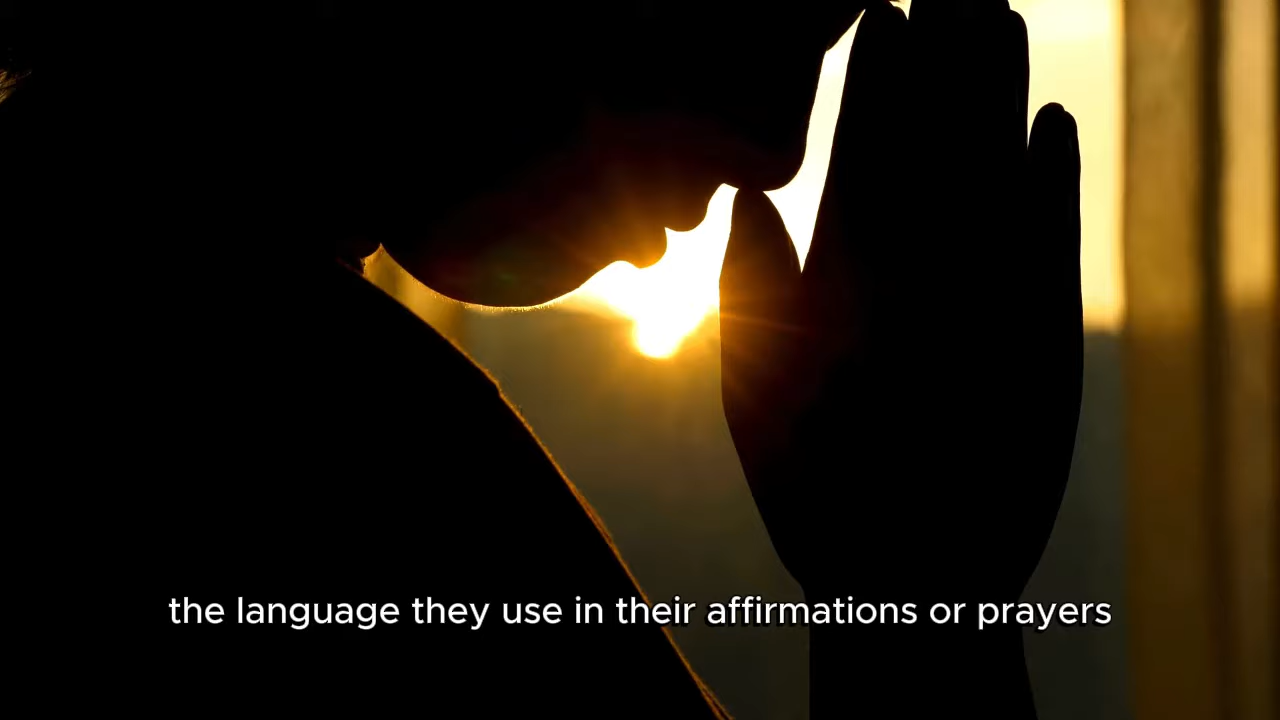 the language they use in their affirmations or prayers